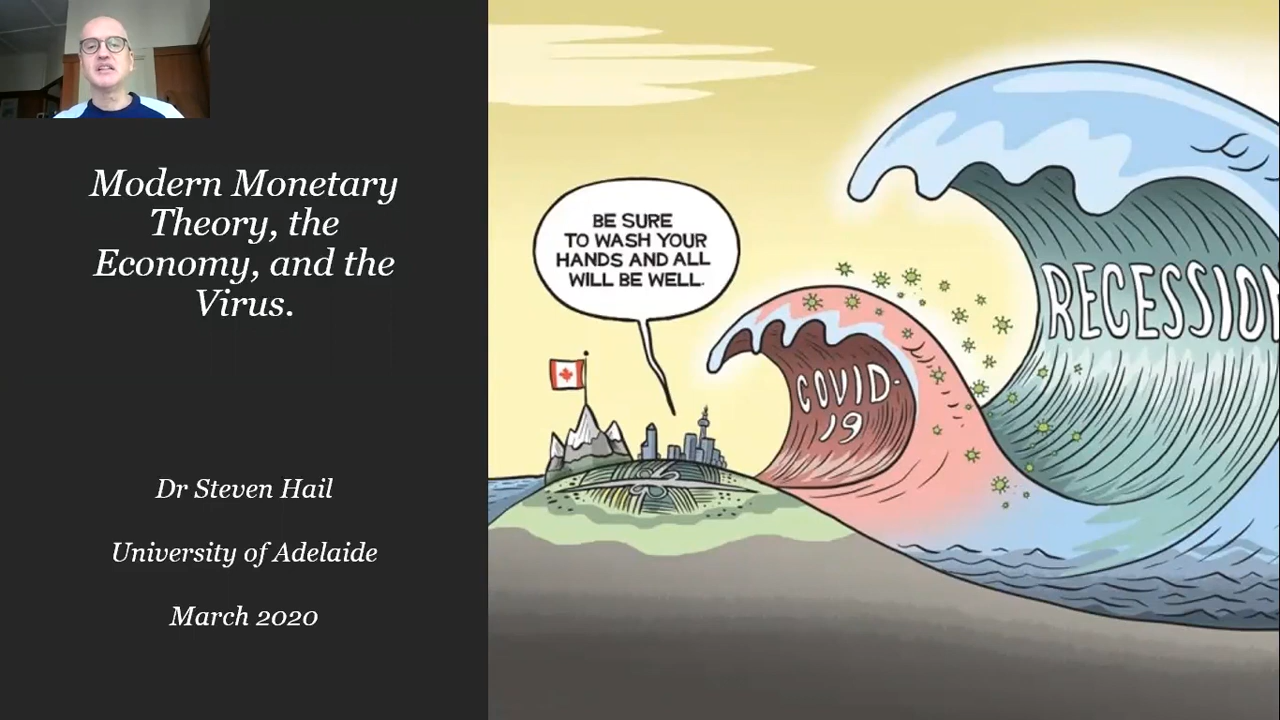 Modern Monetary
Theory, the
Economy, and the
Virus.
Dr Steven Hail
University of Adelaide
March 2020
BE SURE
TO WASH YOUR
HANDS AND ALL
WILL BE WELL.
COVID-
19
RECESSION